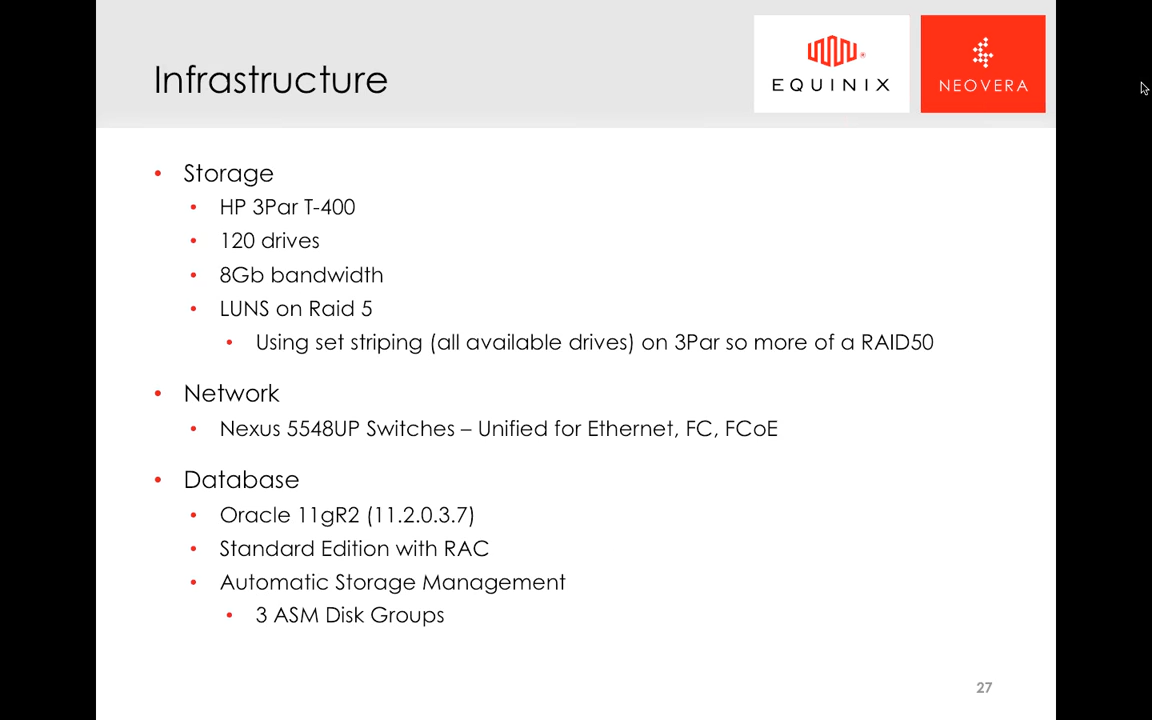 Infrastructure
EQUINIX
NEOVERA
• Storage
• HP 3Par T-400
• 120 drives
• 8Gb bandwidth
• LUNS on Raid 5
• Using set striping (all available drives) on 3Par so more of a RAID50
• Network
• Nexus 5548UP Switches – Unified for Ethernet, FC, FCoE
• Database
• Oracle 11gR2 (11.2.0.3.7)
• Standard Edition with RAC
• Automatic Storage Management
• 3 ASM Disk Groups
27